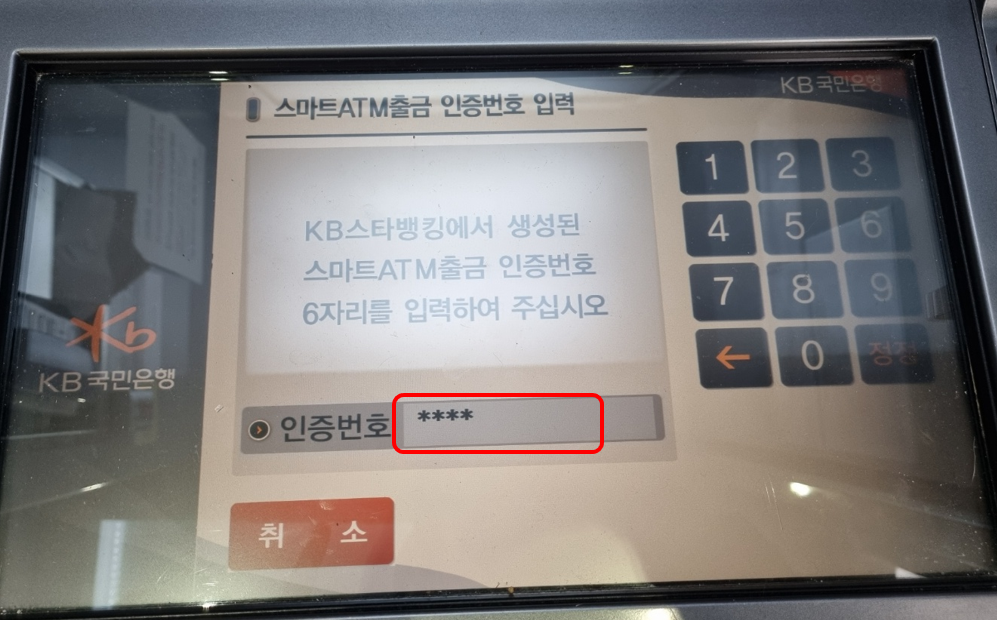 KB국민은행
스마트ATM출금 인증번호 입력
KB스타뱅킹에서 생성된
스마트ATM출금 인증번호
6자리를 입력하여 주십시오
1 2 3
4 5 6
7 8 9
← 0 정정
Kb
KB국민은행
인증번호 ****
취 소